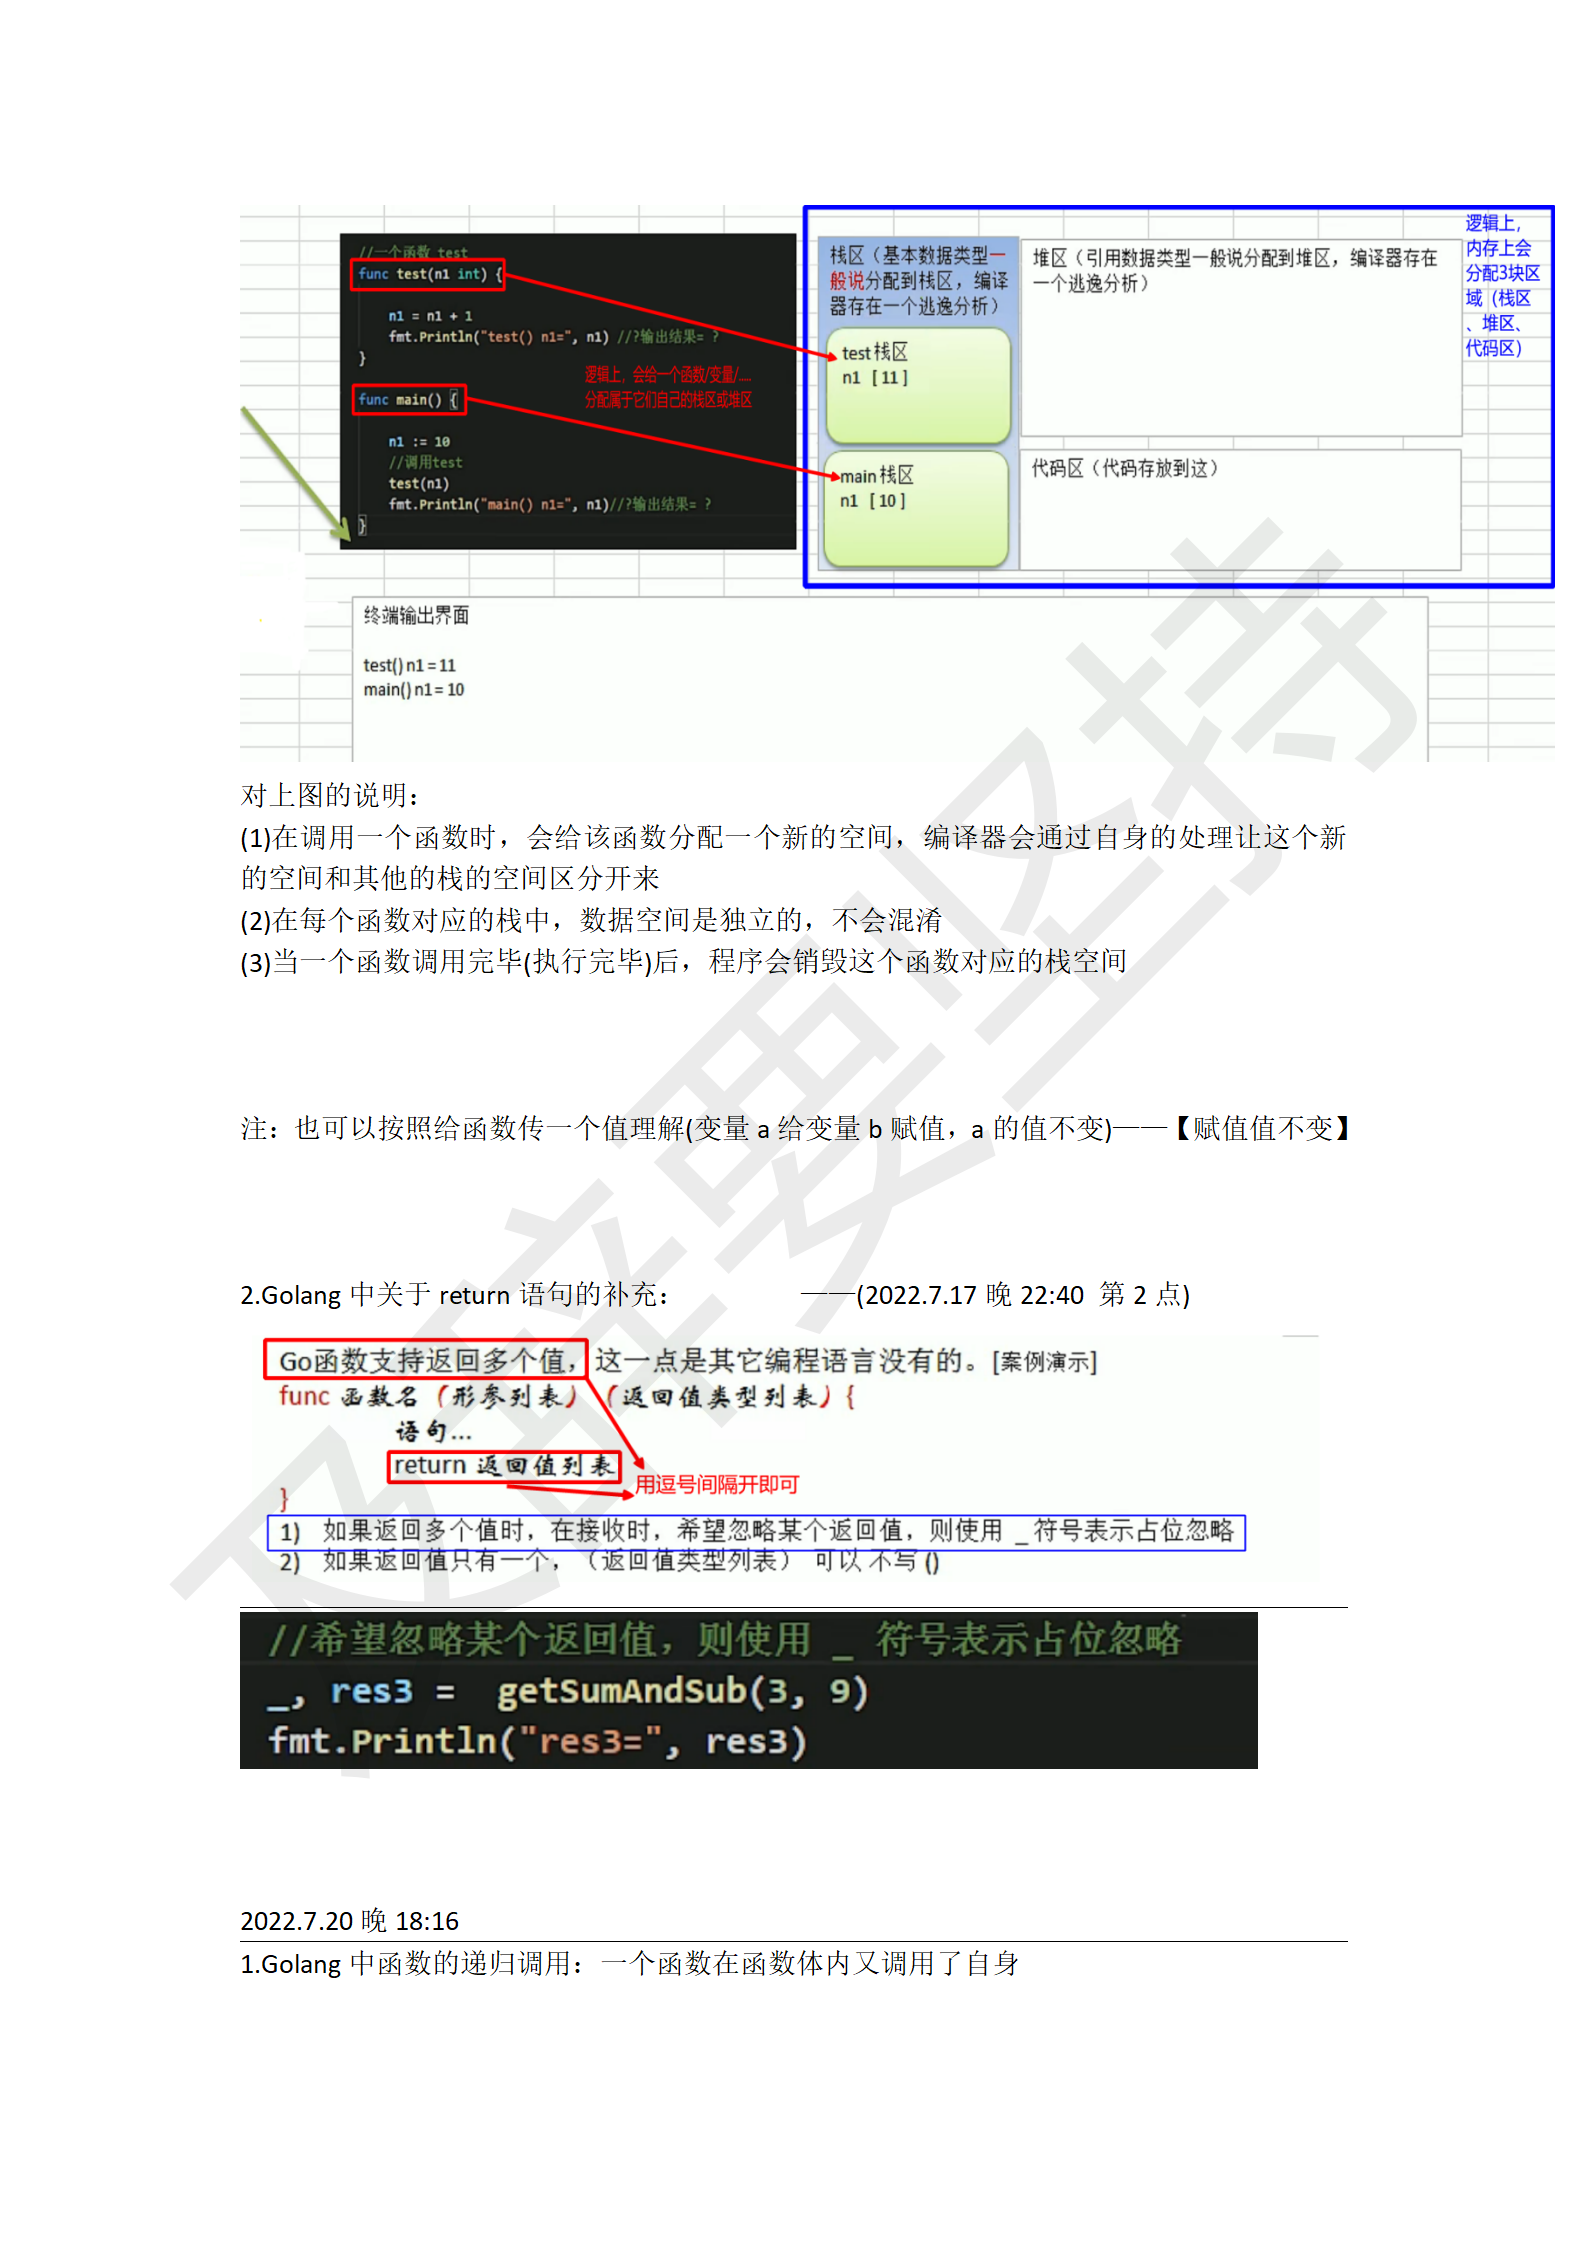 //一个函数 test
func test(n1 int) {
n1 = n1 + 1
fmt.Println("test() n1=", n1) //?输出结果= ?
}
逻辑上，会给一个函数/变量/....
分配属于它们自己的栈区或堆区
func main() {
n1 := 10
//调用test
test(n1)
fmt.Println("main() n1=", n1)//?输出结果= ?
}
栈区（基本数据类型一
般说分配到栈区，编译
器存在一个逃逸分析）
test 栈区
n1 [ 11 ]
main 栈区
n1 [ 10 ]
堆区（引用数据类型一般说分配到堆区，编译器存在
一个逃逸分析）
代码区（代码存放到这）
逻辑上，
内存上会
分配3块区
域（栈区
、堆区、
代码区）
终端输出界面
test() n1 = 11
main() n1 = 10
对上图的说明：
(1)在调用一个函数时，会给该函数分配一个新的空间，编译器会通过自身的处理让这个新
的空间和其他的栈的空间区分开来
(2)在每个函数对应的栈中，数据空间是独立的，不会混淆
(3)当一个函数调用完毕(执行完毕)后，程序会销毁这个函数对应的栈空间
注：也可以按照给函数传一个值理解(变量 a 给变量 b 赋值，a 的值不变)——【赋值值不变】
2.Golang 中关于 return 语句的补充： ——(2022.7.17 晚 22:40 第 2 点)
Go函数支持返回多个值，这一点是其它编程语言没有的。[案例演示]
func 函数名（形参列表）（返回值类型列表）{
语句...
return 返回值列表
用逗号间隔开即可
}
1) 如果返回多个值时，在接收时，希望忽略某个返回值，则使用 _ 符号表示占位忽略
2) 如果返回值只有一个，（返回值类型列表） 可以 不写 ()
//希望忽略某个返回值，则使用 _ 符号表示占位忽略
_, res3 = getSumAndSub(3, 9)
fmt.Println("res3=", res3)
2022.7.20 晚 18:16
1.Golang 中函数的递归调用：一个函数在函数体内又调用了自身